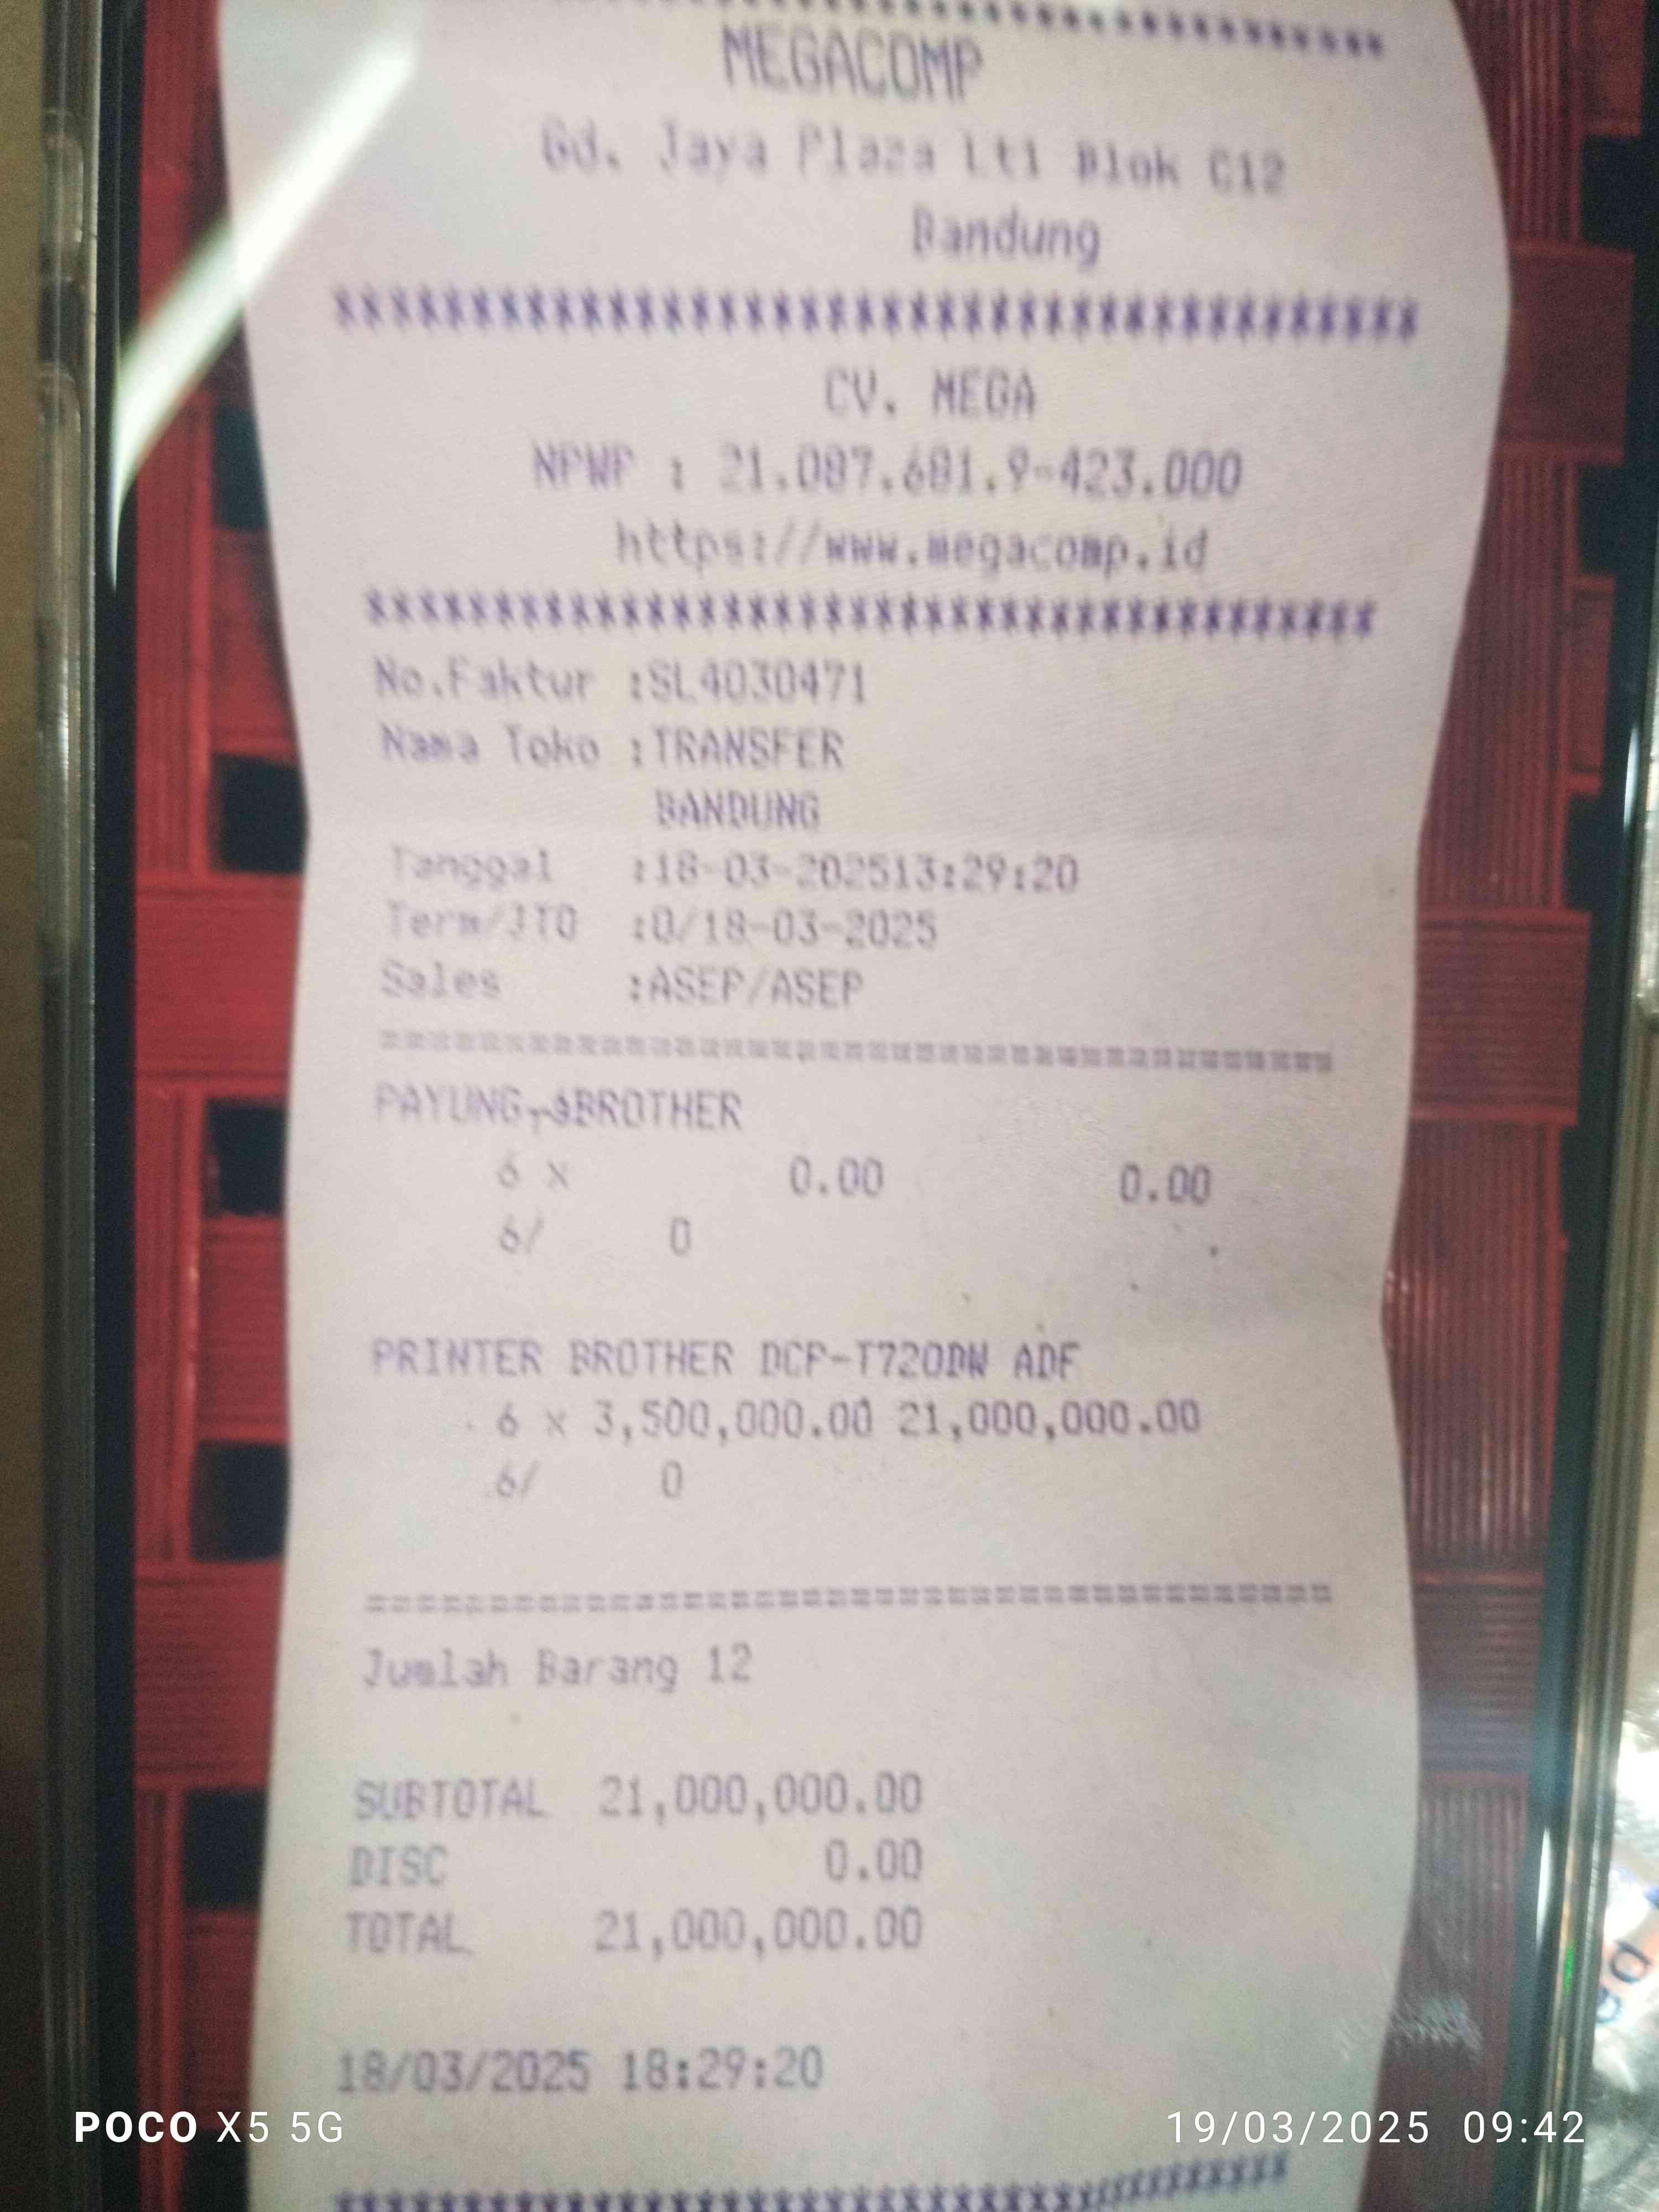 MEGACOMP
Gd. Jaya Plaza Lt1 Blok C12
Bandung
***************************************
CV. MEGA
NPWP : 21.087.681.9-423.000
https://www.megacomp.id
***************************************
No.Faktur :SL4030471
Nama Toko :TRANSFER
BANDUNG
Tanggal :18-03-202513:29:20
Term/JTO :0/18-03-2025
Sales :ASEP/ASEP
=======================================
6 x 0.00 0.00
6/ 0
PRINTER BROTHER DCP-T720DW ADF
6 x 3,500,000.00 21,000,000.00
6/ 0
=======================================
Jumlah Barang 12
SUBTOTAL 21,000,000.00
DISC 0.00
TOTAL 21,000,000.00
18/03/2025 18:29:20
POCO X5 5G
19/03/2025 09:42